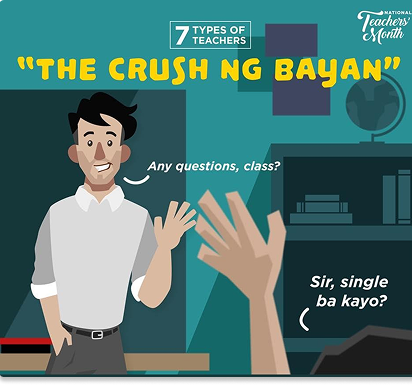 7 TYPES OF
TEACHERS
NATIONAL
Teachers'
Month
“THE CRUSH NG BAYAN”
Any questions, class?
Sir, single
ba kayo?